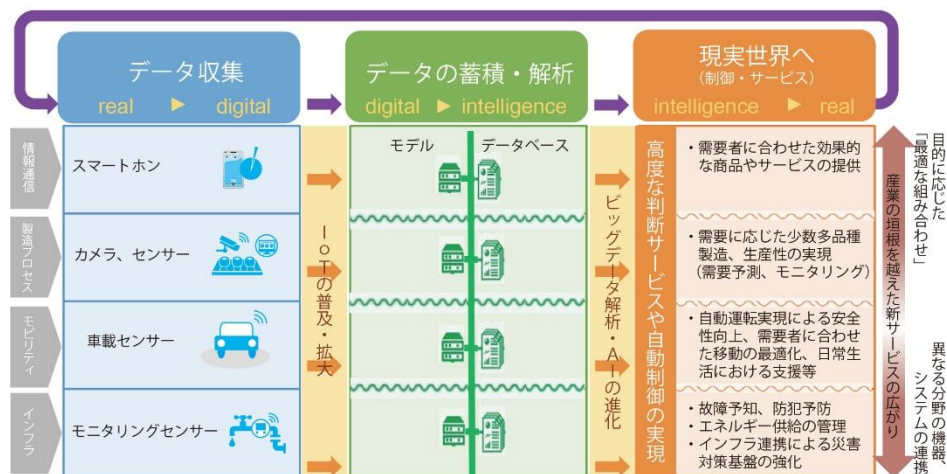 データ収集
real ▶ digital
データの蓄積・解析
digital ▶ intelligence
現実世界へ
(制御・サービス)
intelligence ▶ real
情報通信
スマートホン
製造プロセス
カメラ、センサー
モビリティ
車載センサー
インフラ
モニタリングセンサー
IoTの普及・拡大
モデル
データベース
ビッグデータ解析・AIの進化
高度な判断サービスや自動制御の実現
・需要者に合わせた効果的
な商品やサービスの提供
・需要に応じた少数多品種
製造、生産性の実現
(需要予測、モニタリング)
・自動運転実現による安全
性向上、需要者に合わせ
た移動の最適化、日常生
活における支援等
・故障予知、防犯予防
・エネルギー供給の管理
・インフラ連携による災害
対策基盤の強化
産業の垣根を越えた新サービスの広がり
目的に応じた
「最適な組み合わせ」
異なる分野の機器、
システムの連携